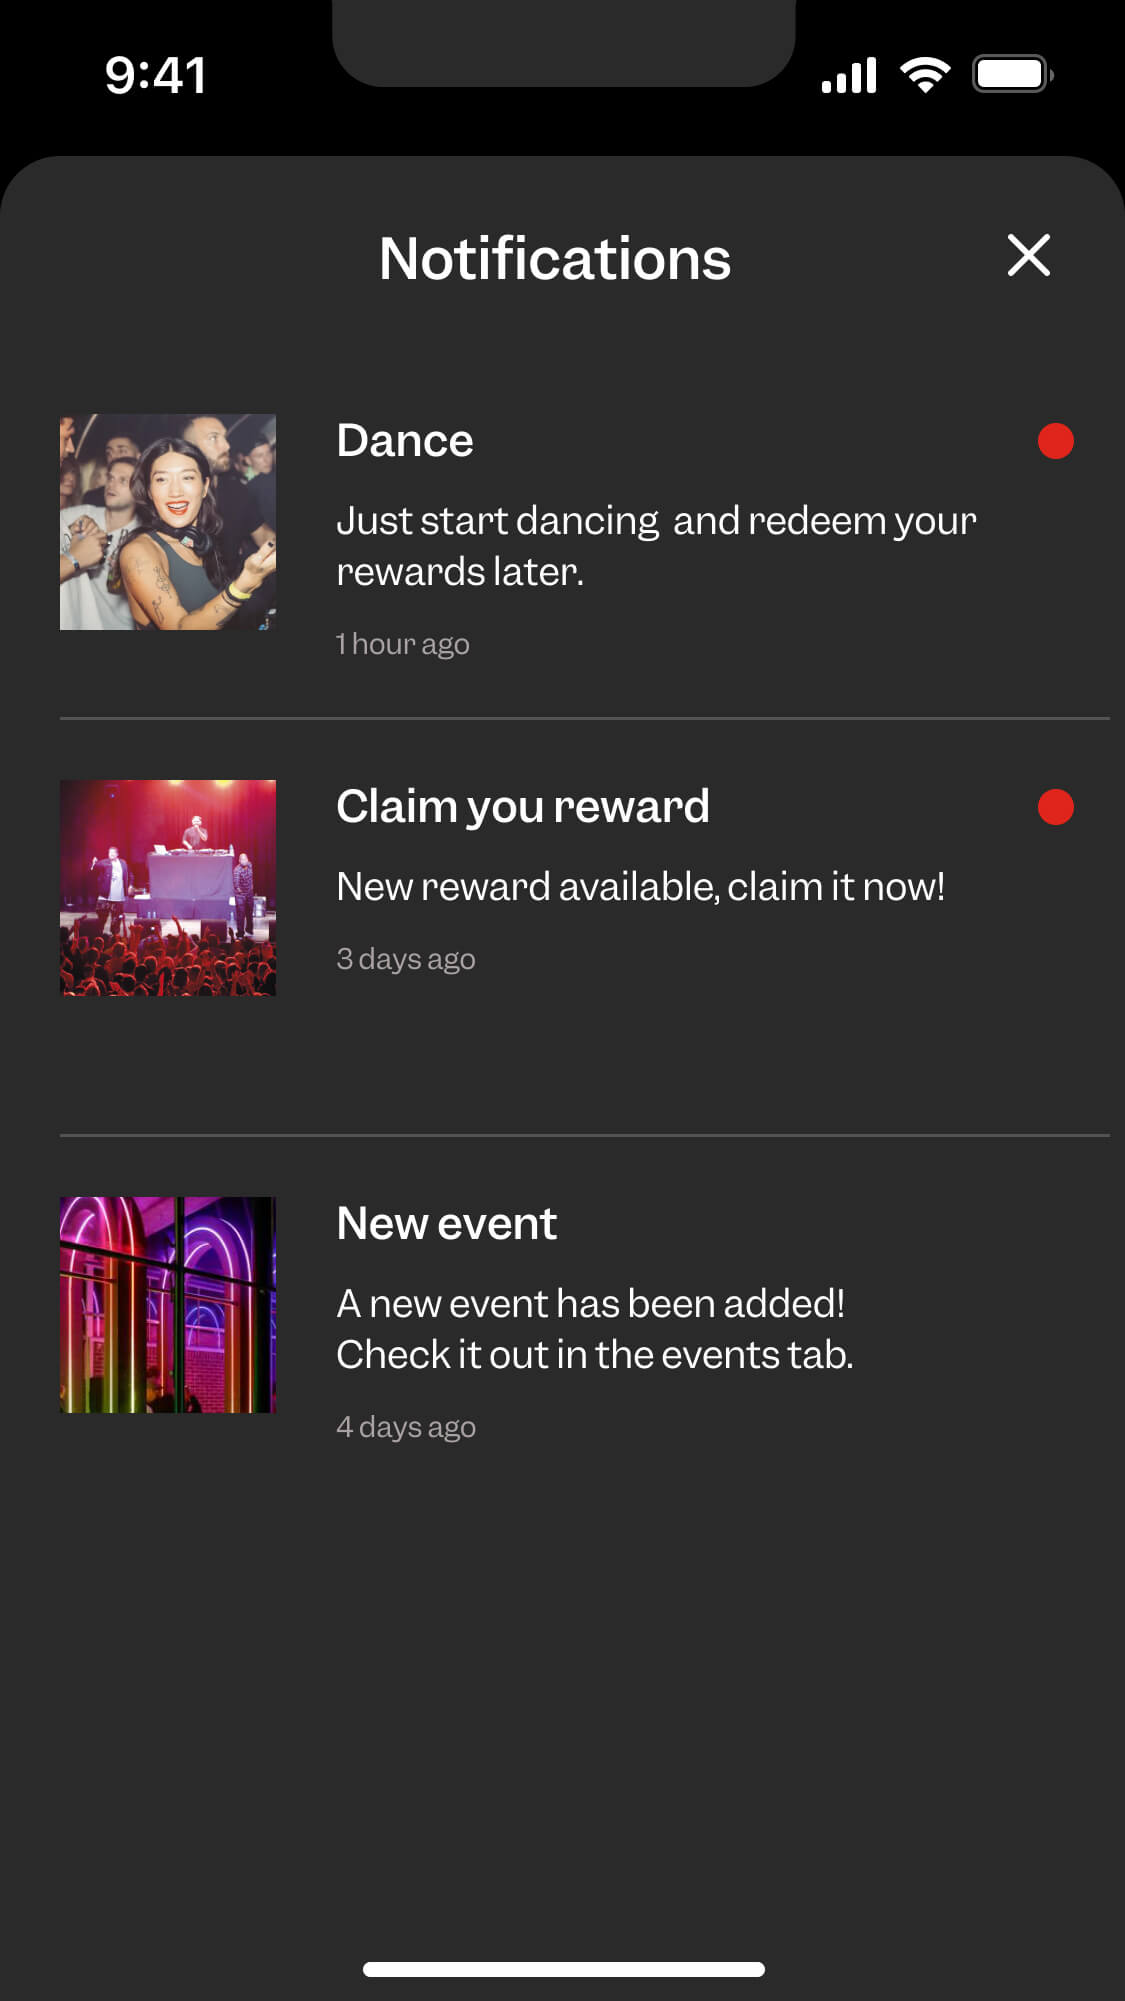 9:41
Notifications
Dance
Just start dancing  and redeem your
rewards later.
1 hour ago
Claim you reward
New reward available, claim it now!
3 days ago
New event
A new event has been added!
Check it out in the events tab.
4 days ago